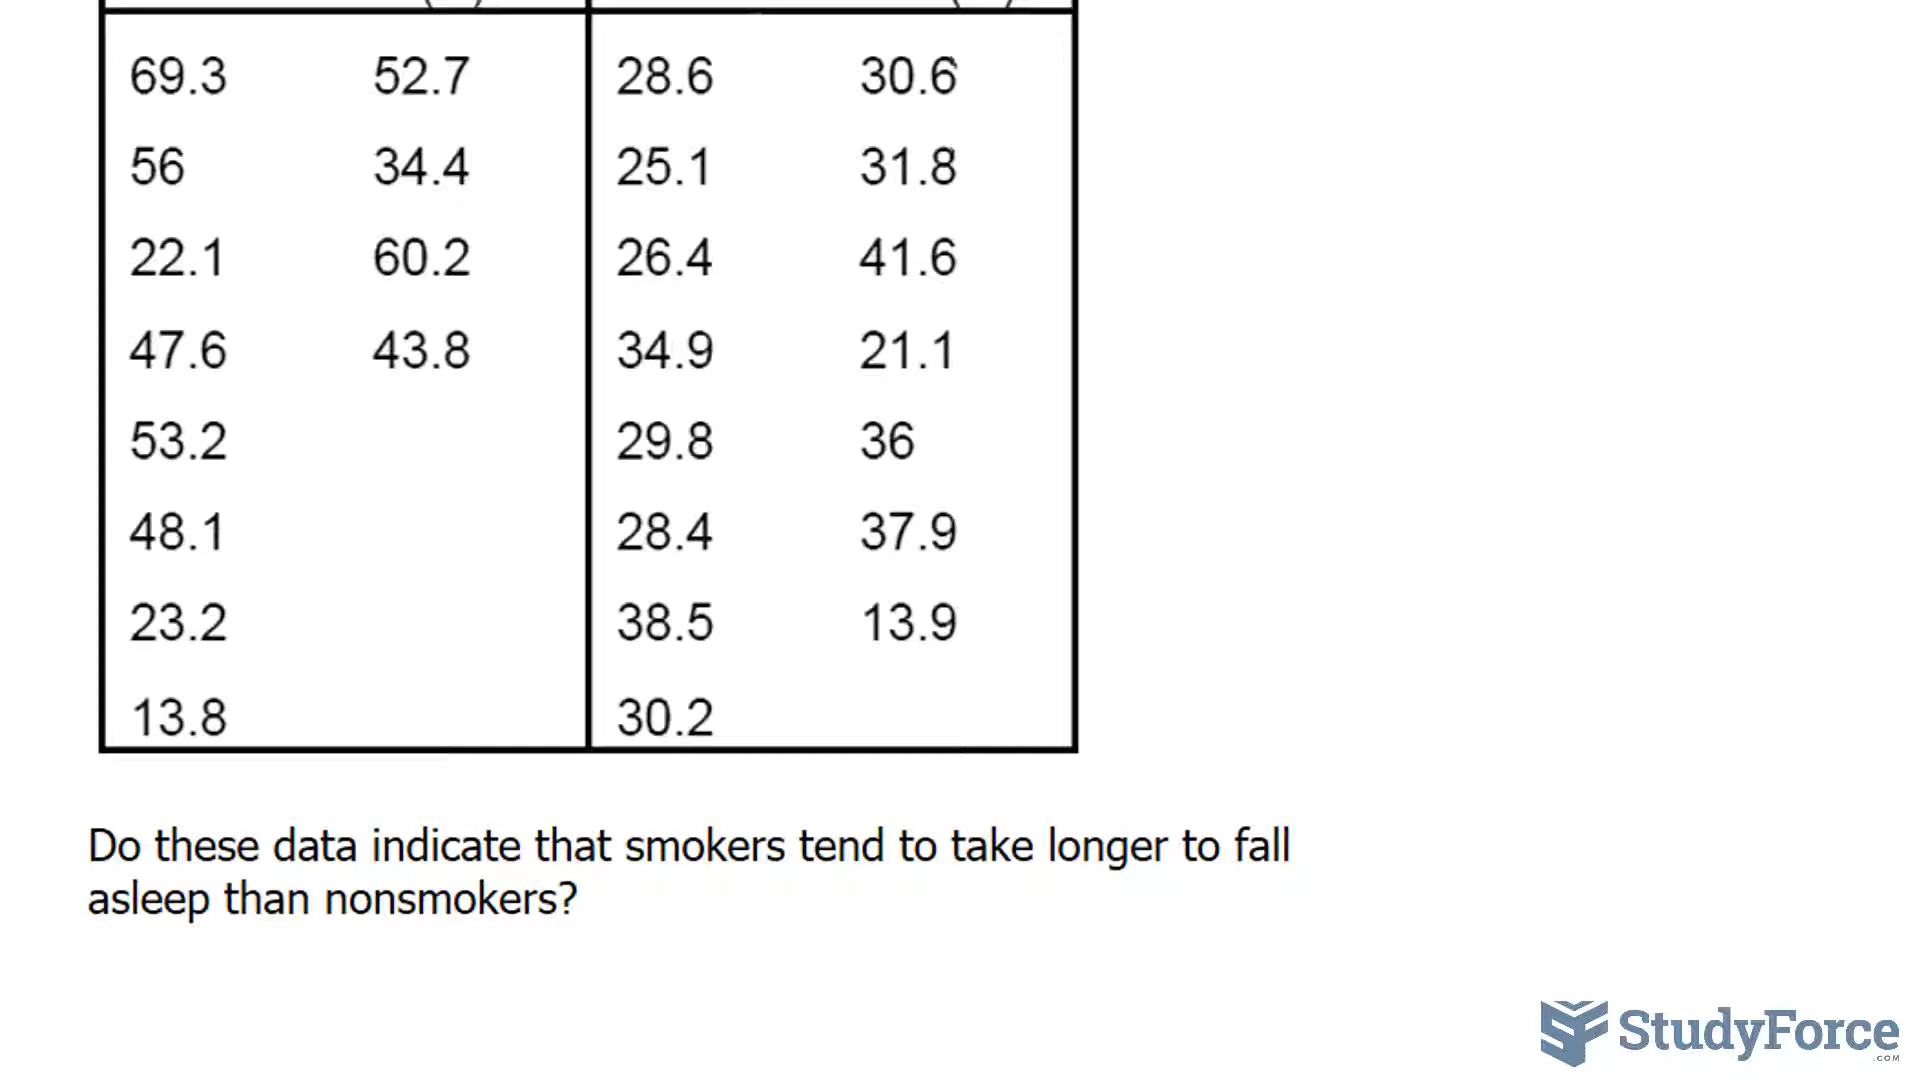 69.3 52.7 28.6 30.6
56 34.4 25.1 31.8
22.1 60.2 26.4 41.6
47.6 43.8 34.9 21.1
53.2 29.8 36
48.1 28.4 37.9
23.2 38.5 13.9
13.8 30.2
Do these data indicate that smokers tend to take longer to fall
asleep than nonsmokers?
StudyForce
.COM